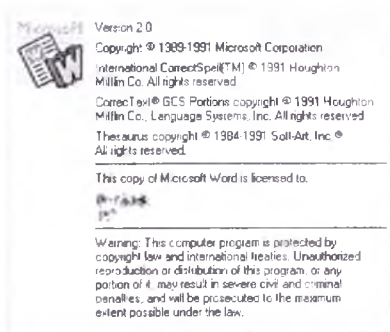 Microsoft
Version 2.0
Copyright © 1989-1991 Microsoft Corporation
International CorrectSpell[TM] © 1991 Houghton
Mifflin Co. All rights reserved
CorrecText® GCS Portions copyright © 1991 Houghton
Mifflin Co., Language Systems, Inc. All rights reserved
Thesaurus copyright © 1984-1991 Soft-Art, Inc.®
All rights reserved.
This copy of Microsoft Word is licensed to:
Warning: This computer program is protected by
copyright law and international treaties. Unauthorized
reproduction or distribution of this program, or any
portion of it, may result in severe civil and criminal
penalties, and will be prosecuted to the maximum
extent possible under the law.